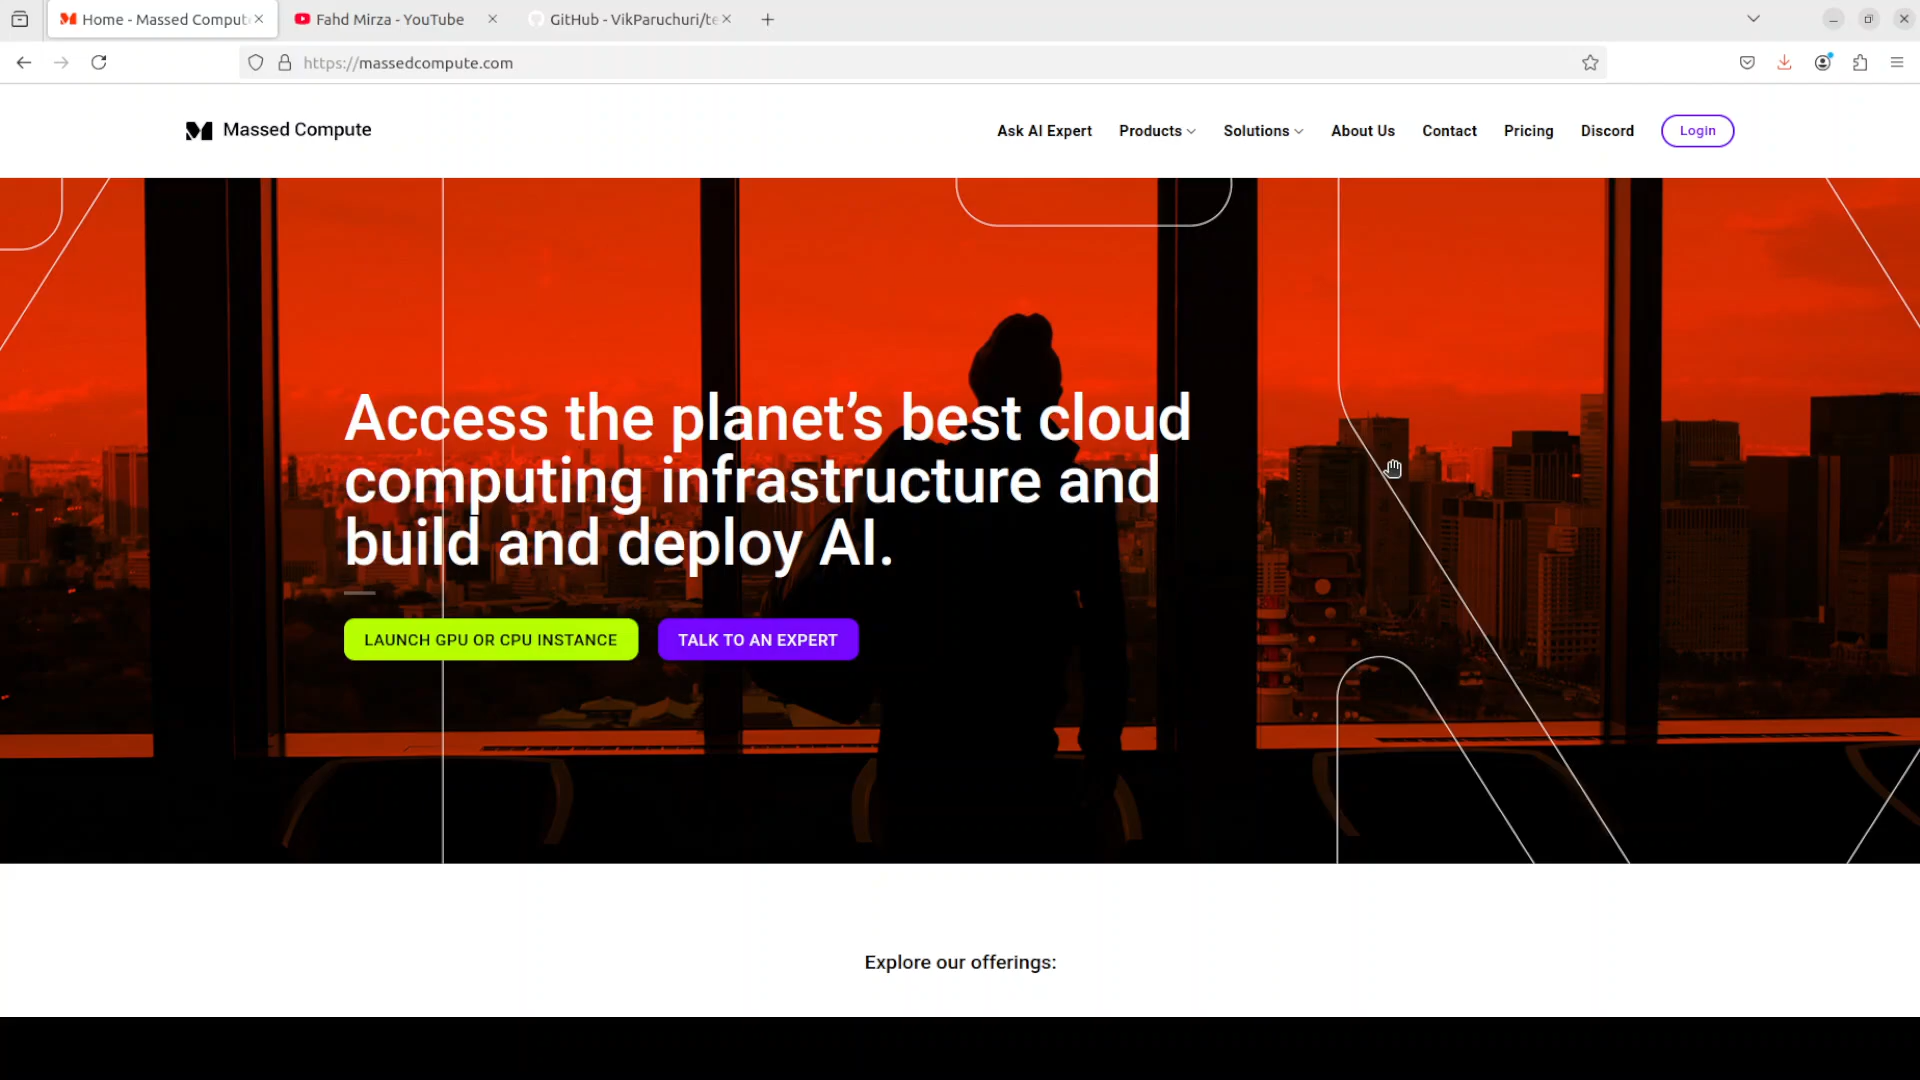 Home - Massed Comput
Fahd Mirza - YouTube
GitHub - VikParuchuri/te
https://massedcompute.com
Massed Compute
Ask AI Expert
Products
Solutions
About Us
Contact
Pricing
Discord
Login
Access the planet’s best cloud
computing infrastructure and
build and deploy AI.
LAUNCH GPU OR CPU INSTANCE
TALK TO AN EXPERT
Explore our offerings: